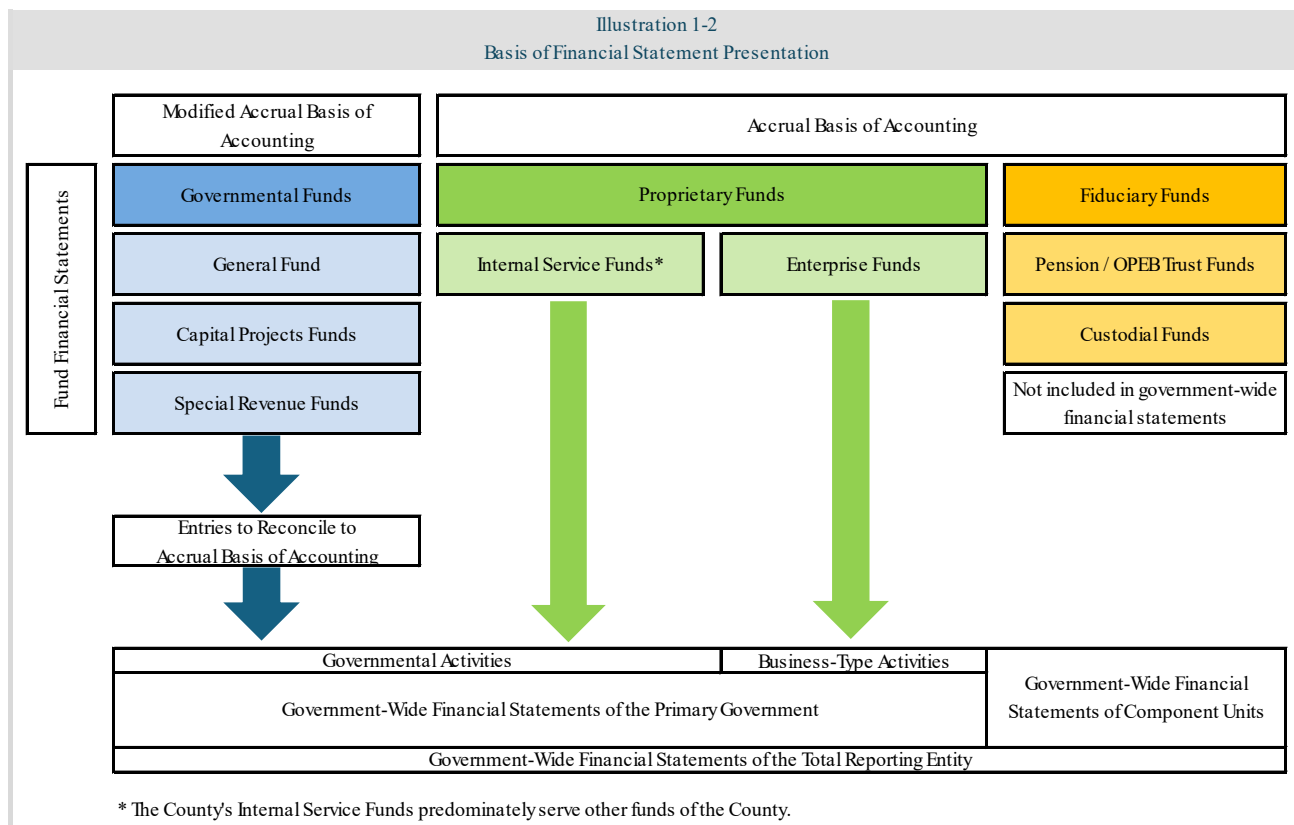 Illustration 1-2
Basis of Financial Statement Presentation
Modified Accrual Basis of
Accounting
Accrual Basis of Accounting
Fund Financial Statements
Governmental Funds
Proprietary Funds
Fiduciary Funds
General Fund
Internal Service Funds*
Enterprise Funds
Pension / OPEB Trust Funds
Capital Projects Funds
Custodial Funds
Special Revenue Funds
Not included in government-wide
financial statements
Entries to Reconcile to
Accrual Basis of Accounting
Governmental Activities
Business-Type Activities
Government-Wide Financial Statements of the Primary Government
Government-Wide Financial
Statements of Component Units
Government-Wide Financial Statements of the Total Reporting Entity
* The County's Internal Service Funds predominately serve other funds of the County.